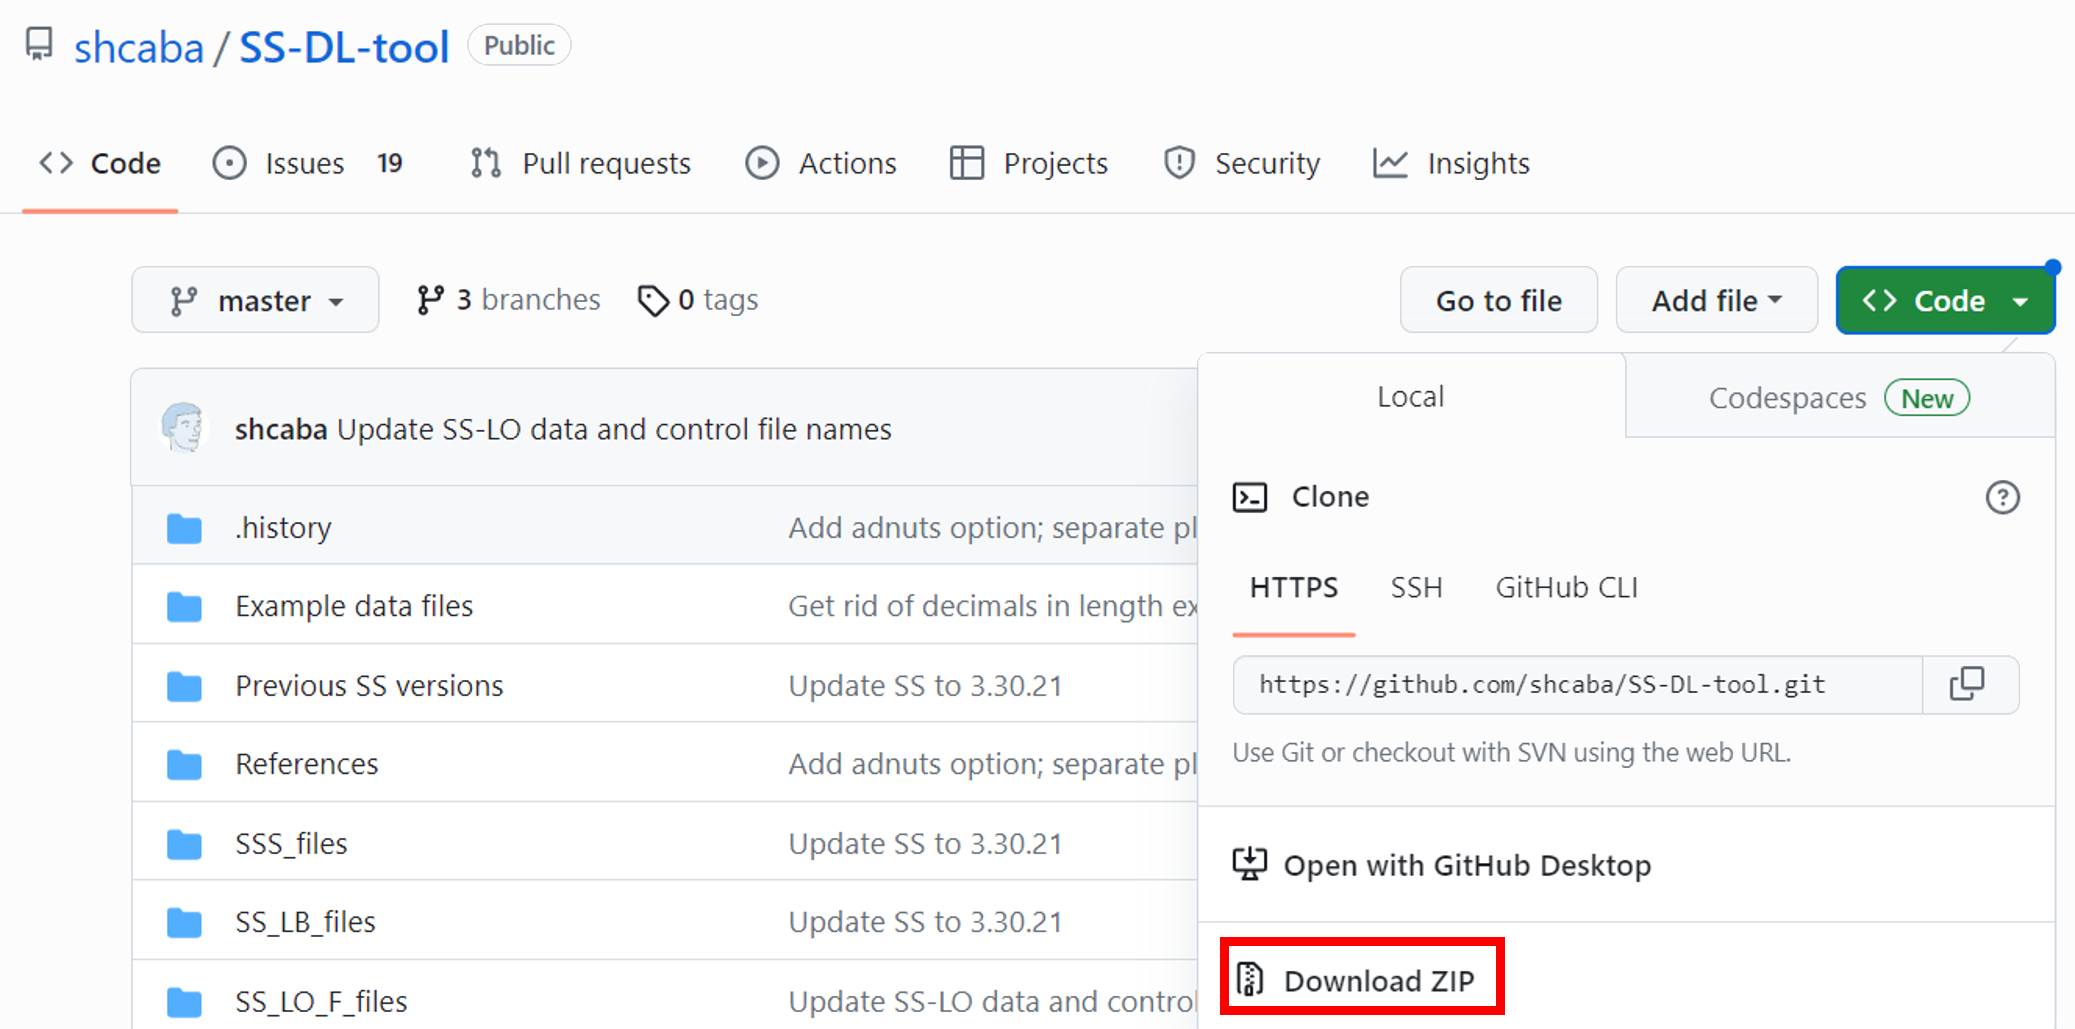 shcaba / SS-DL-tool Public
Code Issues 19 Pull requests Actions Projects Security Insights
master 3 branches 0 tags Go to file Add file Code
shcaba Update SS-LO data and control file names
.history Add adnuts option; separate pl
Example data files Get rid of decimals in length ex
Previous SS versions Update SS to 3.30.21
References Add adnuts option; separate pl
SSS_files Update SS to 3.30.21
SS_LB_files Update SS to 3.30.21
SS_LO_F_files Update SS-LO data and control
Local Codespaces New
Clone
HTTPS SSH GitHub CLI
https://github.com/shcaba/SS-DL-tool.git
Use Git or checkout with SVN using the web URL.
Open with GitHub Desktop
Download ZIP